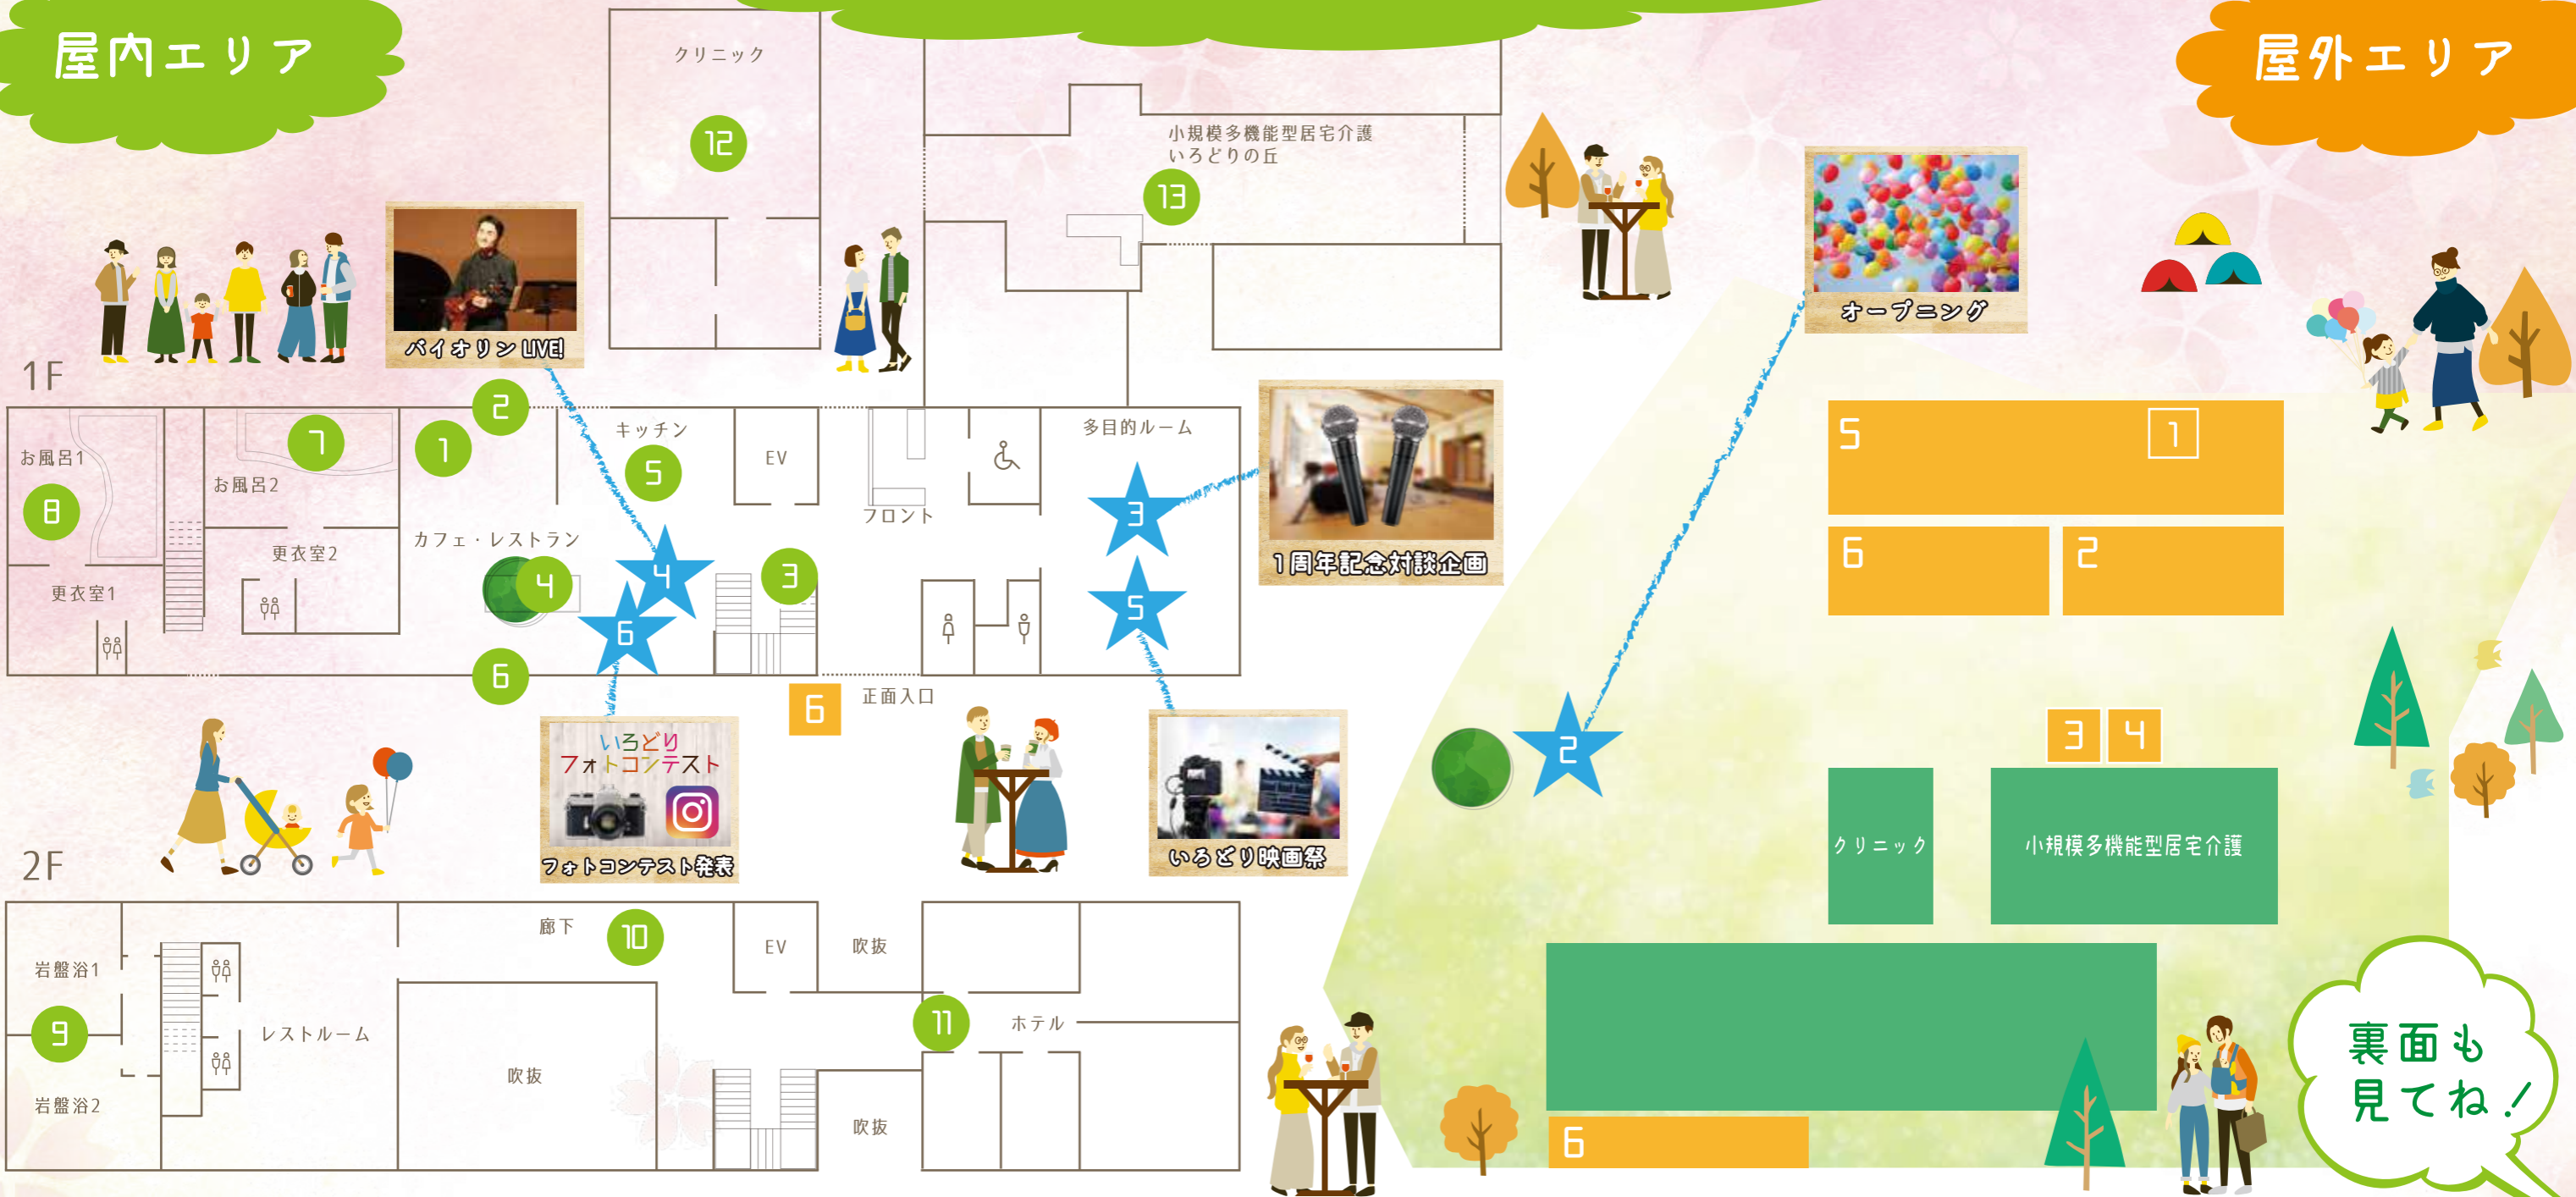 屋内エリア
屋外エリア
クリニック
12
小規模多機能型居宅介護
いろどりの丘
13
バイオリン LIVE!
オープニング
1F
2
7
1
キッチン
5
EV
多目的ルーム
お風呂1
お風呂2
8
フロント
3
1周年記念対談企画
カフェ・レストラン
更衣室2
更衣室1
4
4
3
5
6
6
6
正面入口
いろどり
フォトコンテスト
フォトコンテスト発表
いろどり映画祭
5
1
6
2
2
3
4
クリニック
小規模多機能型居宅介護
6
2F
廊下
10
EV
吹抜
岩盤浴1
9
レストルーム
11
ホテル
吹抜
岩盤浴2
吹抜
裏面も
見てね!